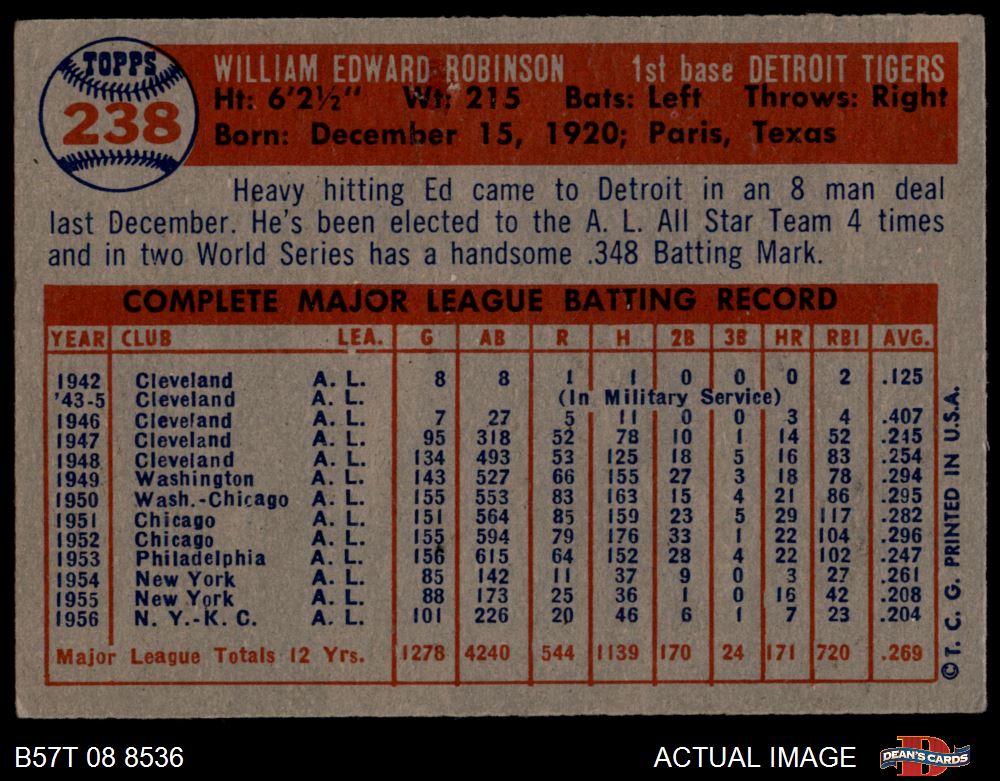 TOPPS
238
WILLIAM EDWARD ROBINSON 1st base DETROIT TIGERS
Ht: 6'2½" Wt: 215 Bats: Left Throws: Right
Born: December 15, 1920; Paris, Texas
Heavy hitting Ed came to Detroit in an 8 man deal
last December. He's been elected to the A. L. All Star Team 4 times
and in two World Series has a handsome .348 Batting Mark.
COMPLETE MAJOR LEAGUE BATTING RECORD
YEAR CLUB LEA. G AB R H 2B 3B HR RBI AVG.
1942 Cleveland A. L. 8 8 1 1 0 0 0 2 .125
'43-5 Cleveland A. L. (In Military Service)
1946 Cleveland A. L. 7 27 5 11 0 0 3 4 .407
1947 Cleveland A. L. 95 318 52 78 10 1 14 52 .245
1948 Cleveland A. L. 134 493 53 125 18 5 16 83 .254
1949 Washington A. L. 143 527 66 155 27 3 18 78 .294
1950 Wash.-Chicago A. L. 155 553 83 163 15 4 21 86 .295
1951 Chicago A. L. 151 564 85 159 23 5 29 117 .282
1952 Chicago A. L. 155 594 79 176 33 1 22 104 .296
1953 Philadelphia A. L. 156 615 64 152 28 4 22 102 .247
1954 New York A. L. 85 142 11 37 9 0 3 27 .261
1955 New York A. L. 88 173 25 36 1 0 16 42 .208
1956 N. Y.-K. C. A. L. 101 226 20 46 6 1 7 23 .204
Major League Totals 12 Yrs. 1278 4240 544 1139 170 24 171 720 .269
© T. C. G. PRINTED IN U.S.A.
B57T 08 8536 ACTUAL IMAGE DEAN'S CARDS